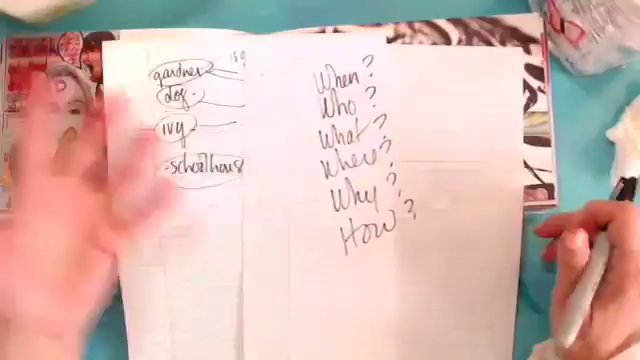 gardner
dog -
ivy
-schoolhouse
When?
Who?
What?
Where?
Why?
How?